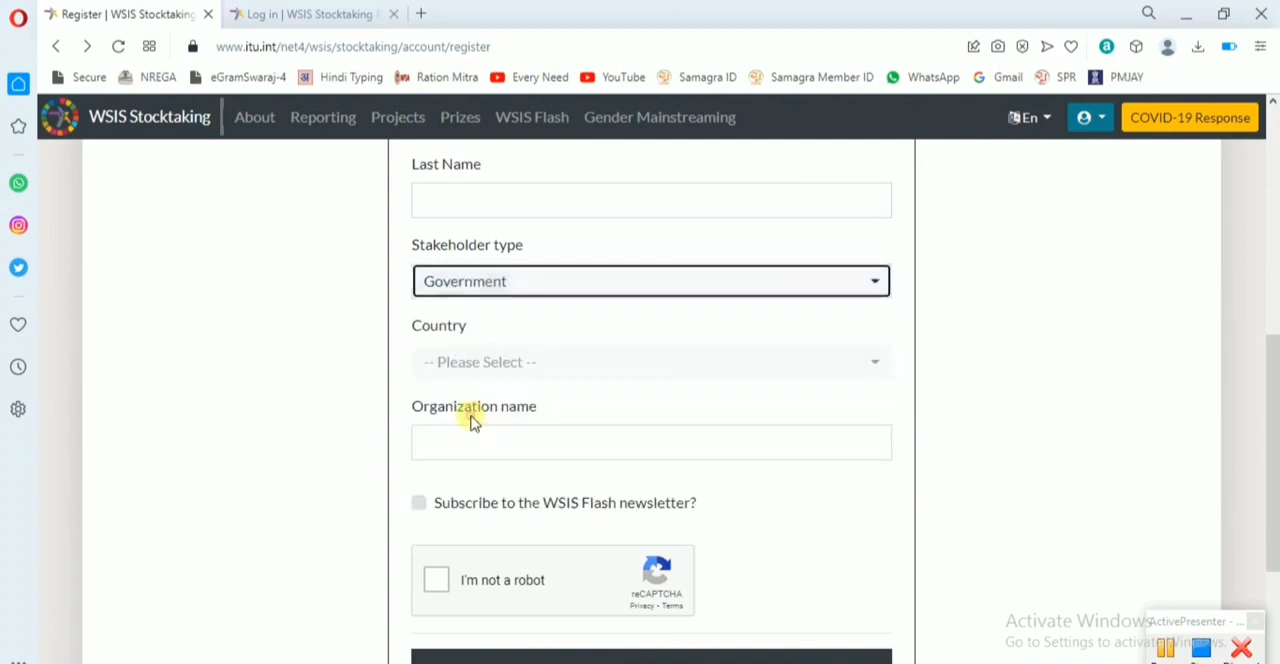 Register | WSIS Stocktaking
Log in | WSIS Stocktaking
www.itu.int/net4/wsis/stocktaking/account/register
Secure NREGA eGramSwaraj-4 Hindi Typing Ration Mitra Every Need YouTube Samagra ID Samagra Member ID WhatsApp Gmail SPR PMJAY
WSIS Stocktaking About Reporting Projects Prizes WSIS Flash Gender Mainstreaming En COVID-19 Response
Last Name
Stakeholder type
Government
Country
-- Please Select --
Organization name
Subscribe to the WSIS Flash newsletter?
I'm not a robot
reCAPTCHA
Privacy - Terms
Activate Windows
Go to Settings to activate Windows.
ActivePresenter - ...